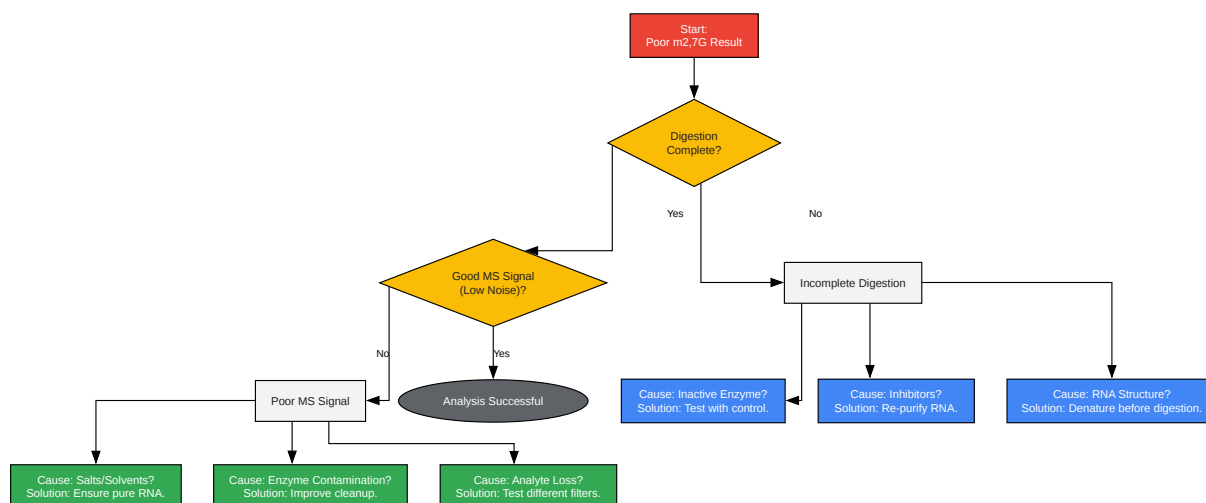 Start:
Poor m2,7G Result
Digestion
Complete?
Yes
No
Good MS Signal
(Low Noise)?
Incomplete Digestion
No
Yes
Poor MS Signal
Analysis Successful
Cause: Inactive Enzyme?
Solution: Test with control.
Cause: Inhibitors?
Solution: Re-purify RNA.
Cause: RNA Structure?
Solution: Denature before digestion.
Cause: Salts/Solvents?
Solution: Ensure pure RNA.
Cause: Enzyme Contamination?
Solution: Improve cleanup.
Cause: Analyte Loss?
Solution: Test different filters.